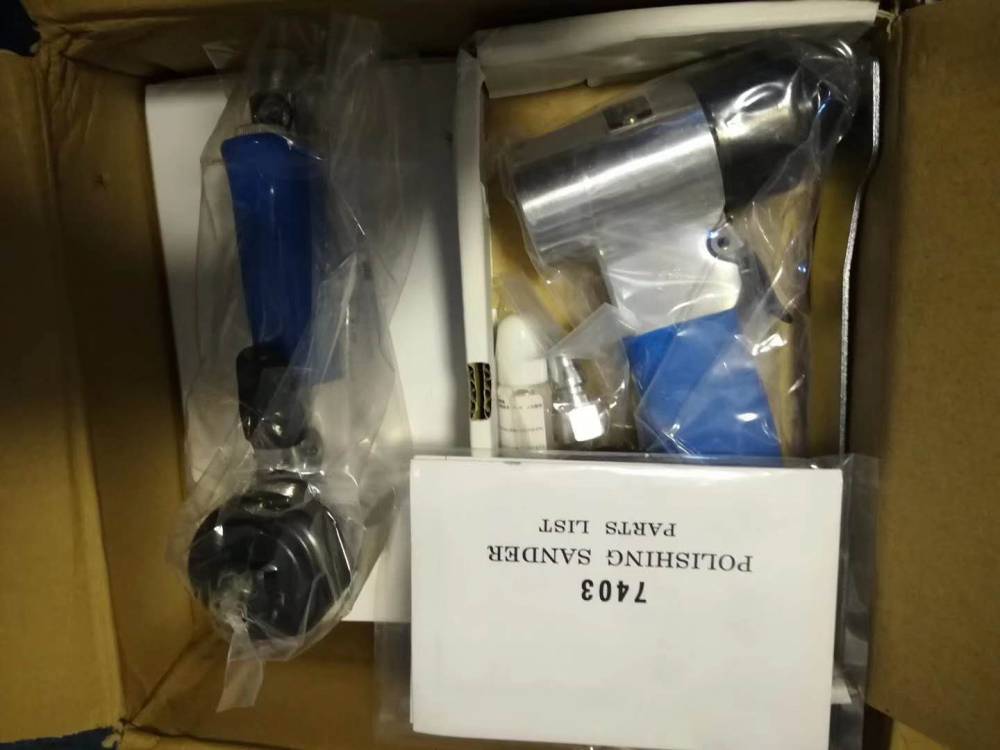 7403
POLISHING SANDER
PARTS LIST